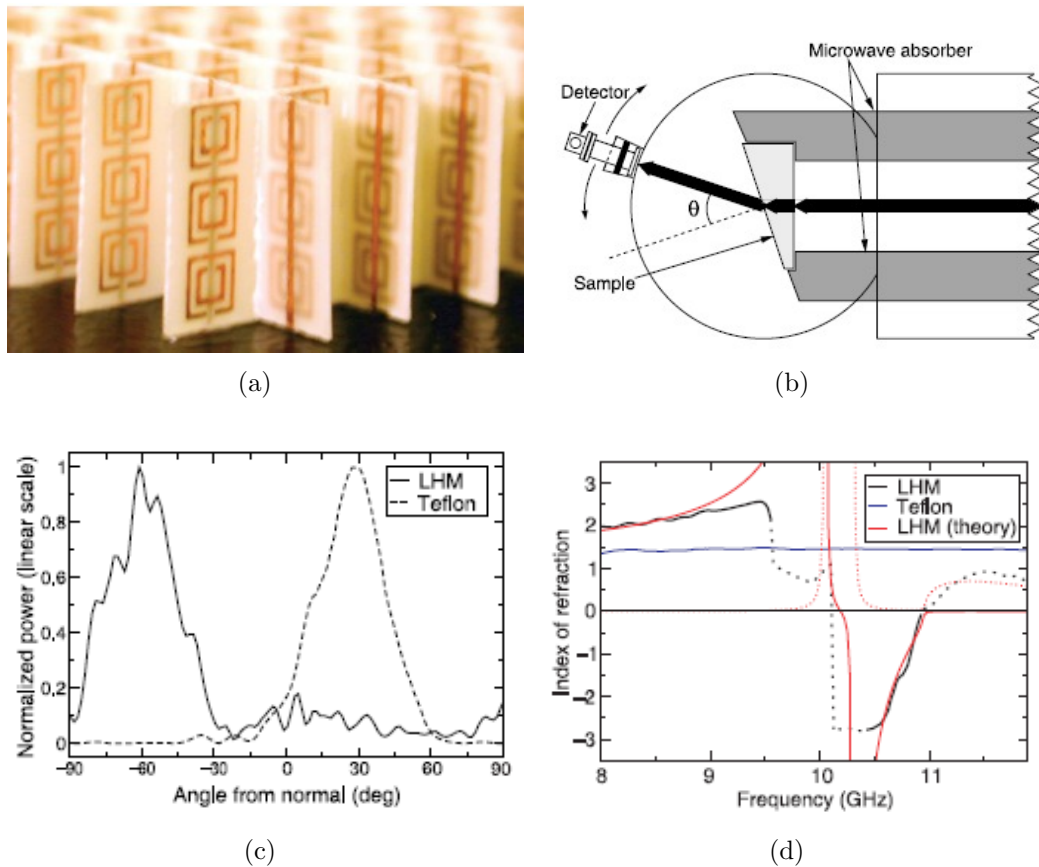 (a)
Microwave absorber
Detector
θ
Sample
(b)
Normalized power (linear scale)
1
0,8
0,6
0,4
0,2
0
LHM
Teflon
−90
−60
−30
0
30
60
90
Angle from normal (deg)
(c)
Index of refraction
3
2
1
0
−1
−2
−3
LHM
Teflon
LHM (theory)
8
9
10
11
Frequency (GHz)
(d)